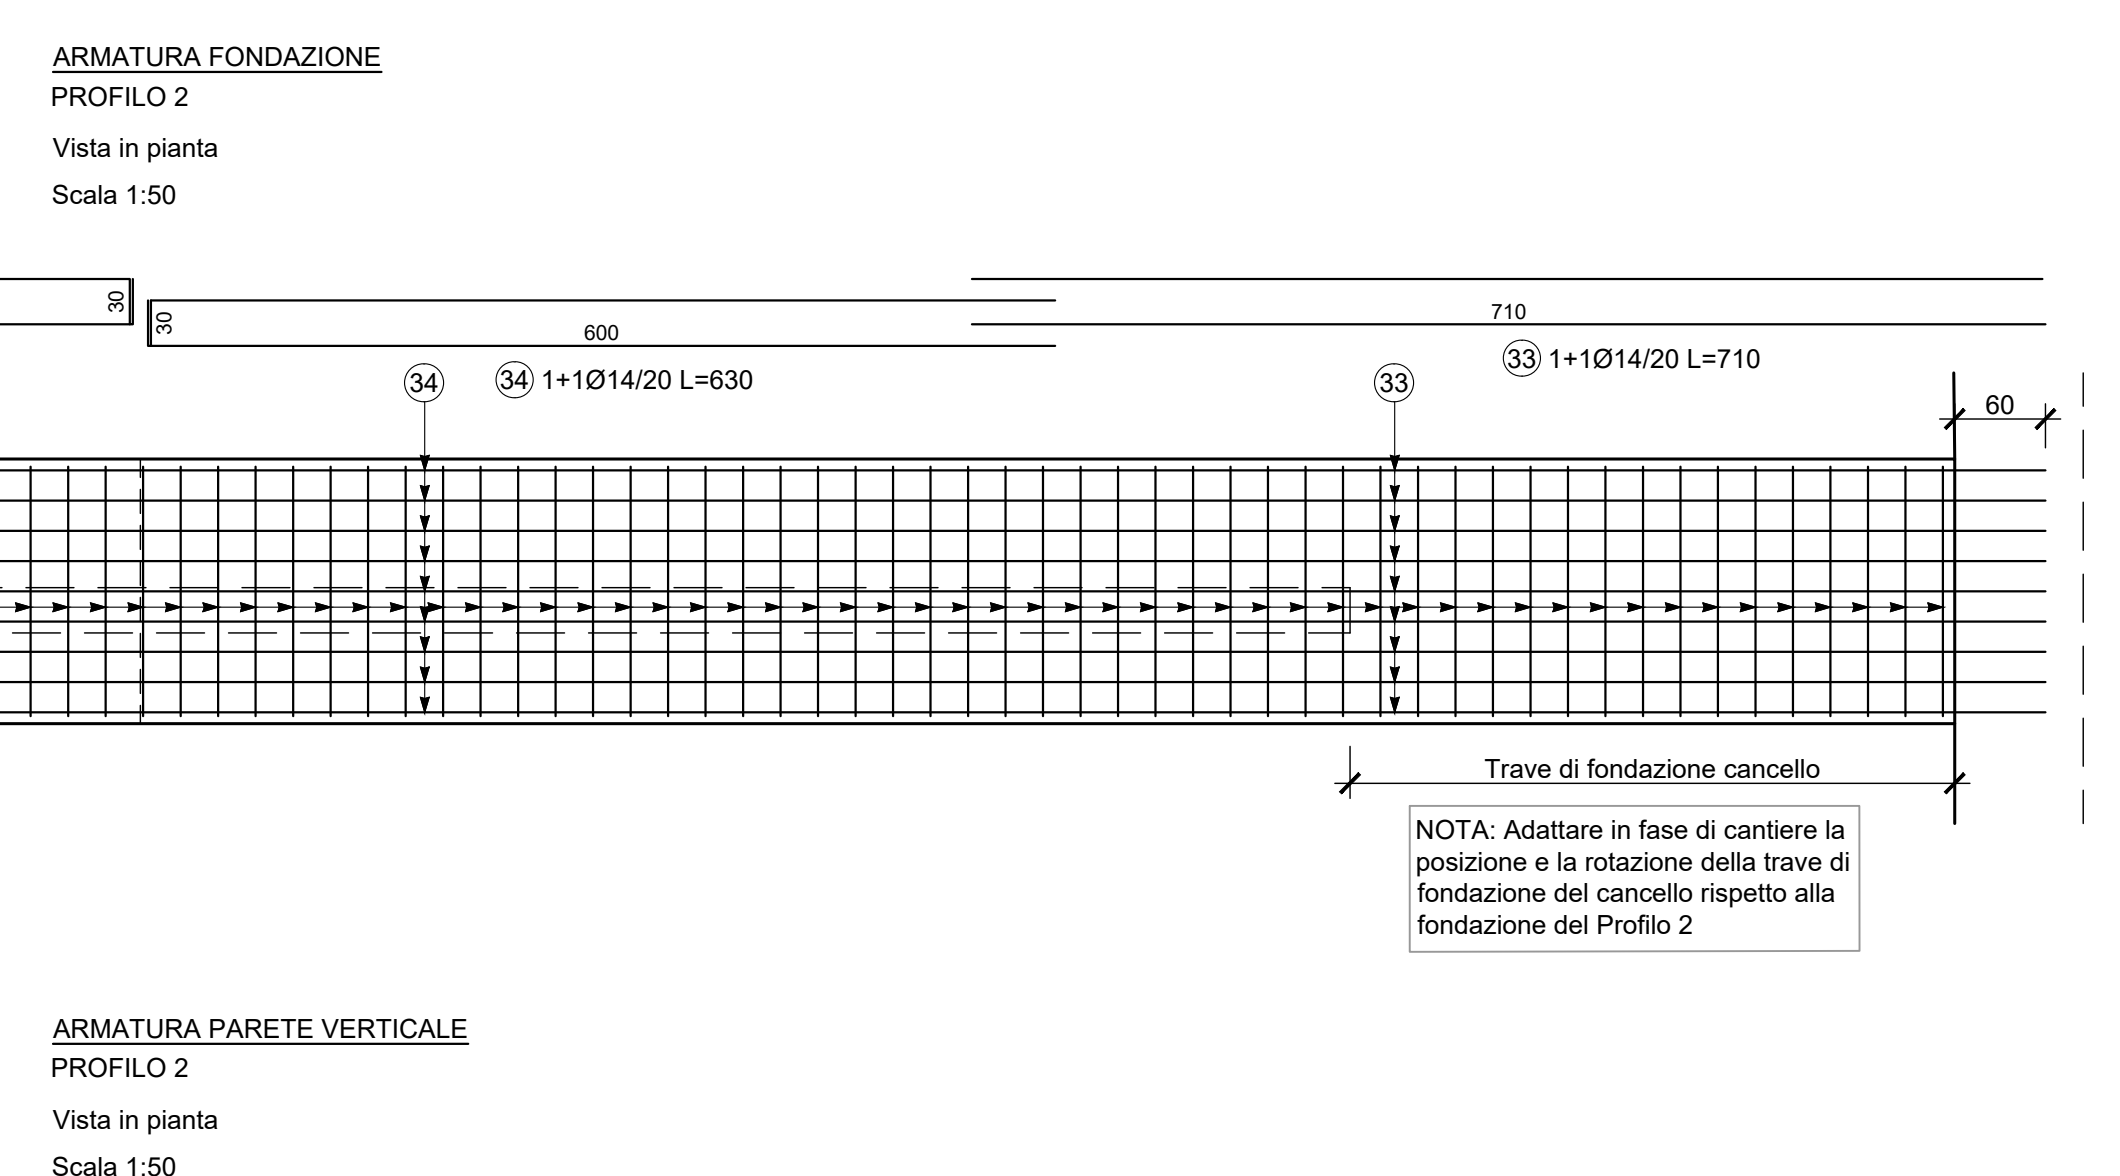 ARMATURA FONDAZIONE
PROFILO 2
Vista in pianta
Scala 1:50
30
30
600
710
34
34 1+1Ø14/20 L=630
33 1+1Ø14/20 L=710
33
60
Trave di fondazione cancello
NOTA: Adattare in fase di cantiere la
posizione e la rotazione della trave di
fondazione del cancello rispetto alla
fondazione del Profilo 2
ARMATURA PARETE VERTICALE
PROFILO 2
Vista in pianta
Scala 1:50